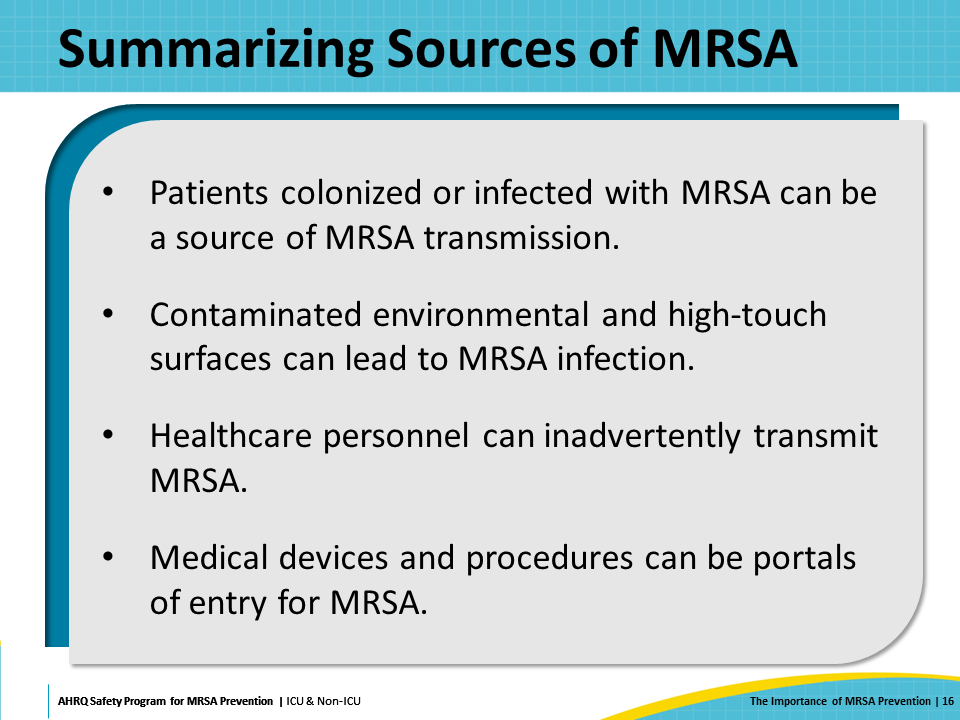 Summarizing Sources of MRSA
• Patients colonized or infected with MRSA can be
a source of MRSA transmission.
• Contaminated environmental and high-touch
surfaces can lead to MRSA infection.
• Healthcare personnel can inadvertently transmit
MRSA.
• Medical devices and procedures can be portals
of entry for MRSA.
AHRQ Safety Program for MRSA Prevention | ICU & Non-ICU
The Importance of MRSA Prevention | 16